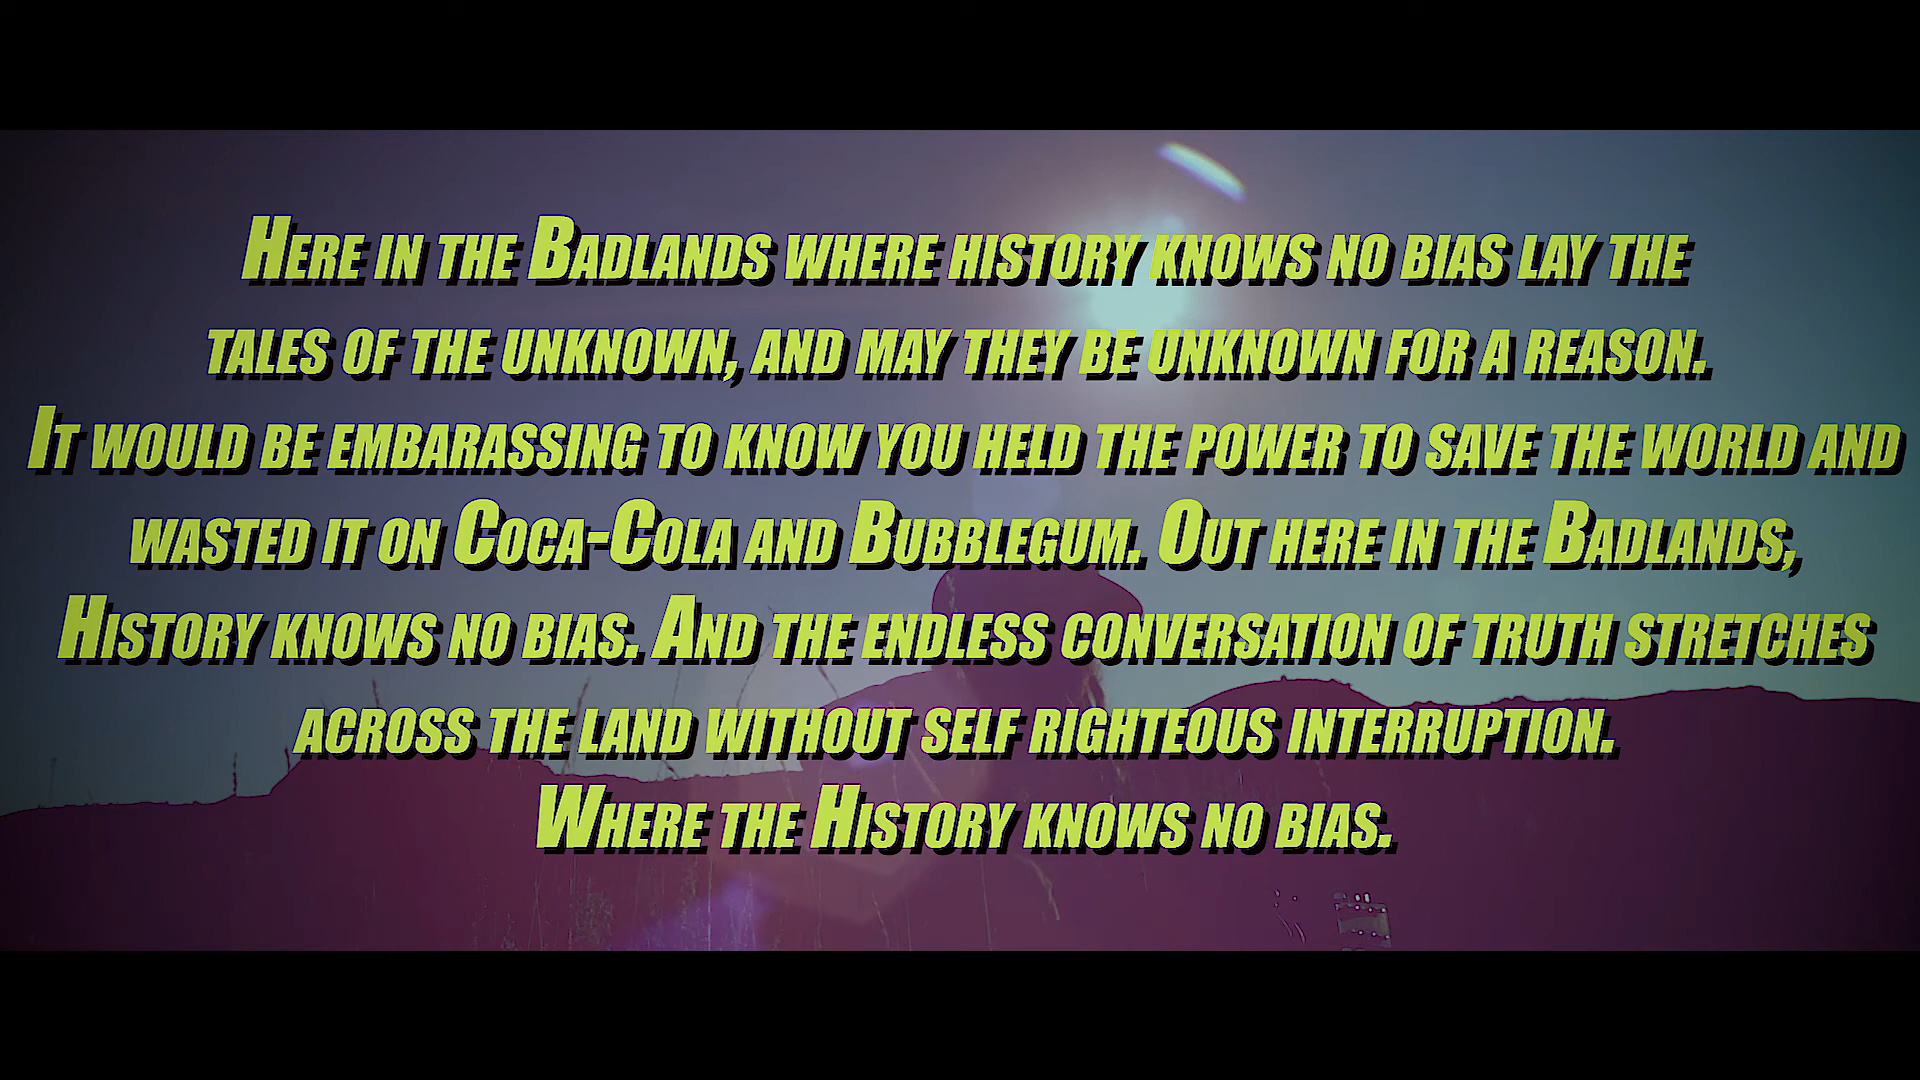 Here in the Badlands where history knows no bias lay the
tales of the unknown, and may they be unknown for a reason.
It would be embarassing to know you held the power to save the world and
wasted it on Coca-Cola and Bubblegum. Out here in the Badlands,
History knows no bias. And the endless conversation of truth stretches
across the land without self righteous interruption.
Where the History knows no bias.